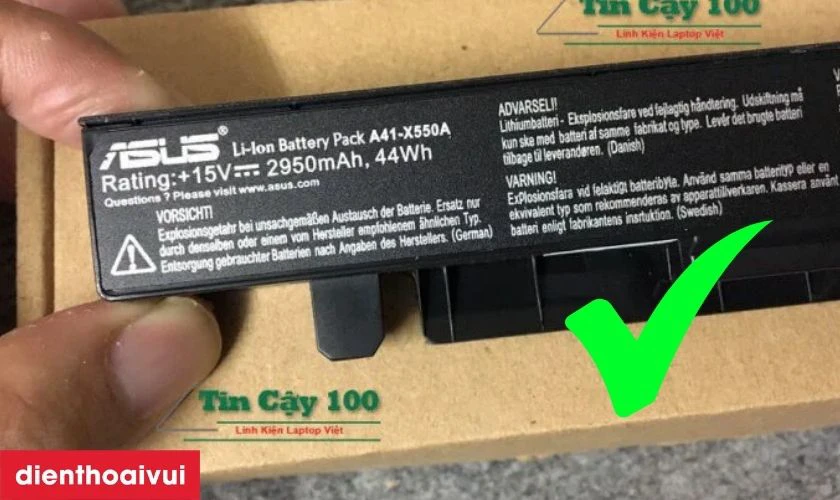 Tin Cậy 100
Linh Kiện Laptop Việt
ASUS® Li-Ion Battery Pack A41-X550A
Rating:+15V⎓ 2950mAh, 44Wh
Questions ? Please visit www.asus.com
VORSICHT!
Explosionsgetahr bei unsachgemäßen Austausch der Batterie. Ersatz nur
durch denselben oder einem vom Hersteller empfohlenem ähnlichen Typ.
Entsorgung gebrauchter Batterien nach Angaben des Herstellers. (German)
ADVARSELI!
Lithiumbatteri - Eksplosionsfare ved fejlagtig håndtering. Udskiftning må
kun ske med batteri af samme fabrikat og type. Levér det brugte batteri
tilbage til leverandøren. (Danish)
VARNING!
Explosionsfara vid felaktigt batteribyte. Använd samma batterityp eller en
ekvivalent typ som rekommenderas av apparattillverkaren. Kassera använt
batteri enligt fabrikantens insrtuktion. (Swedish)
Tin Cậy 100
Linh Kiện Laptop Việt
dienthoaivui